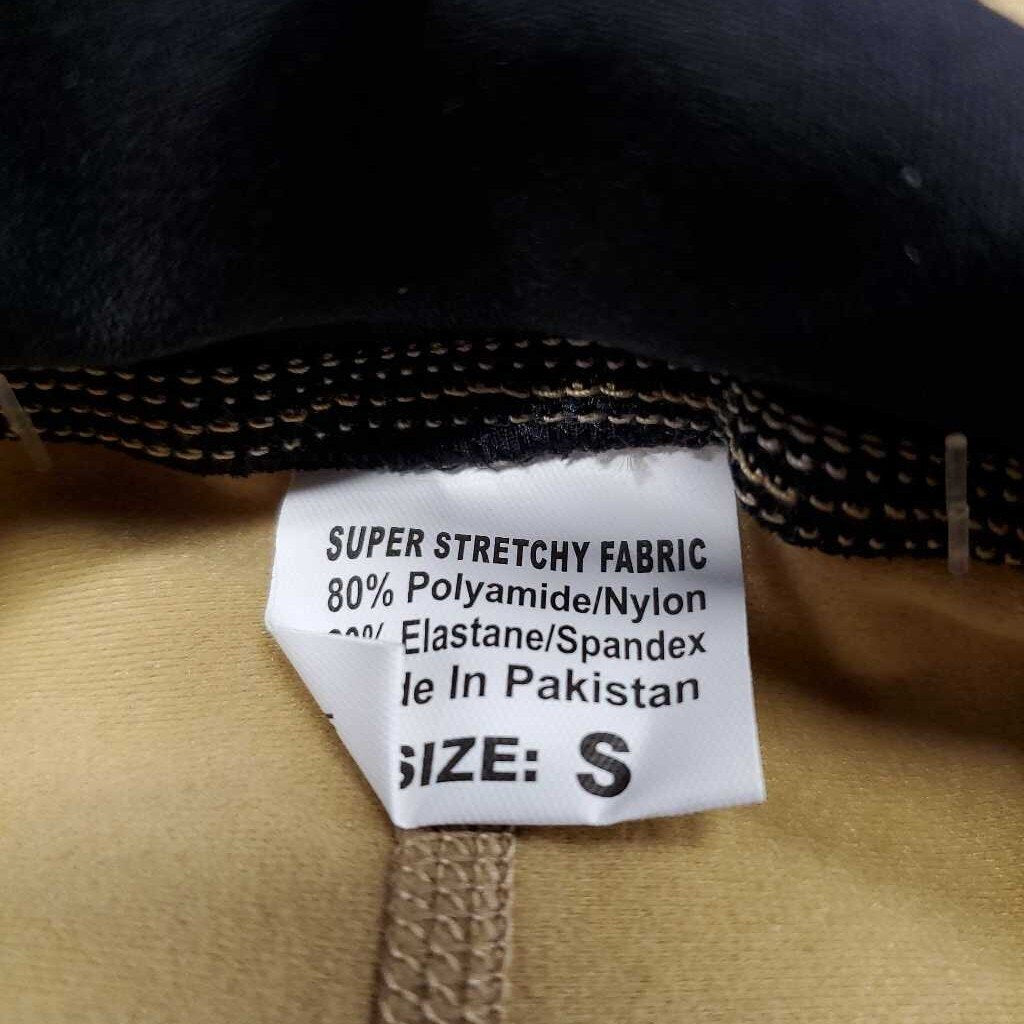 SUPER STRETCHY FABRIC
80% Polyamide/Nylon
Elastane/Spandex
In Pakistan
SIZE: S